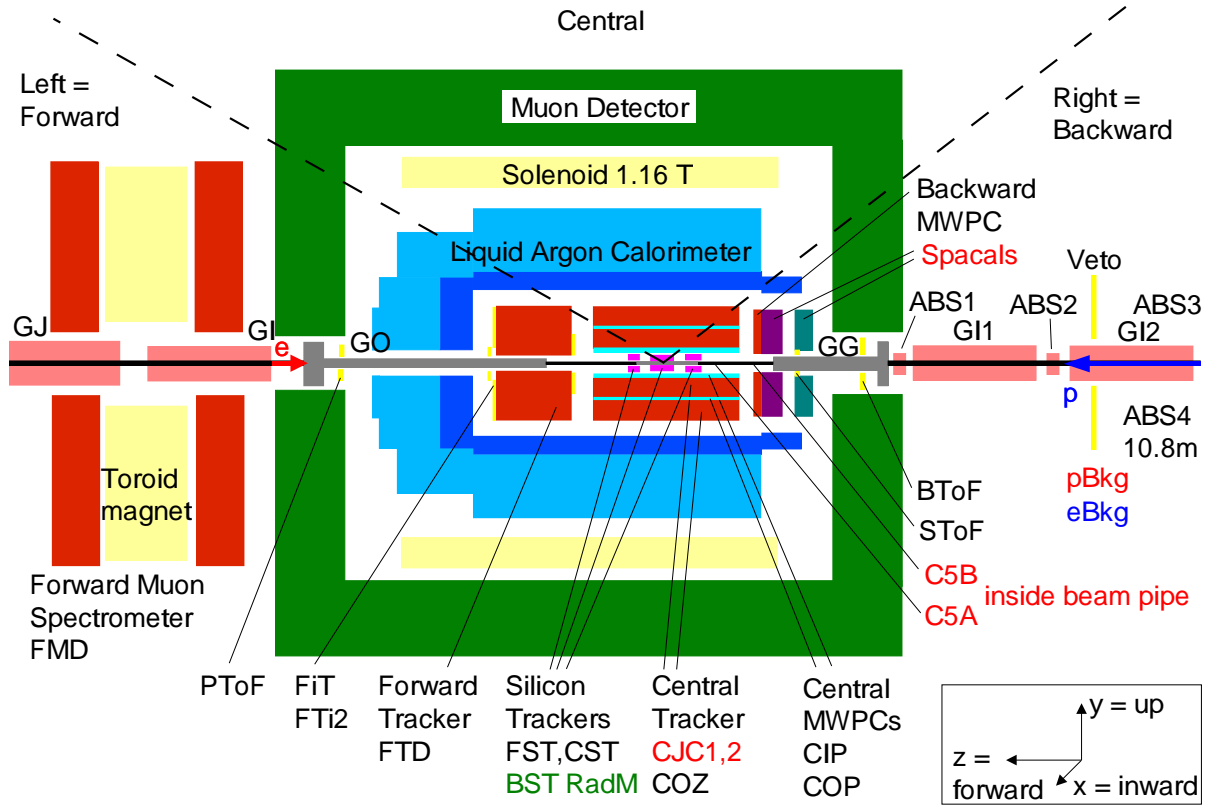 Central
Left =
Forward
Muon Detector
Right =
Backward
Solenoid 1.16 T
Backward
MWPC
Liquid Argon Calorimeter
Spacals
Veto
ABS1
ABS2
ABS3
GJ
GI
GO
GG
GI1
GI2
e
p
ABS4
10.8m
Toroid
magnet
pBkg
eBkg
BToF
SToF
Forward Muon
Spectrometer
FMD
C5B
inside beam pipe
C5A
PToF
FiT
FTi2
Forward
Tracker
FTD
Silicon
Trackers
FST,CST
BST RadM
Central
Tracker
CJC1,2
COZ
Central
MWPCs
CIP
COP
y = up
z =
forward
x = inward